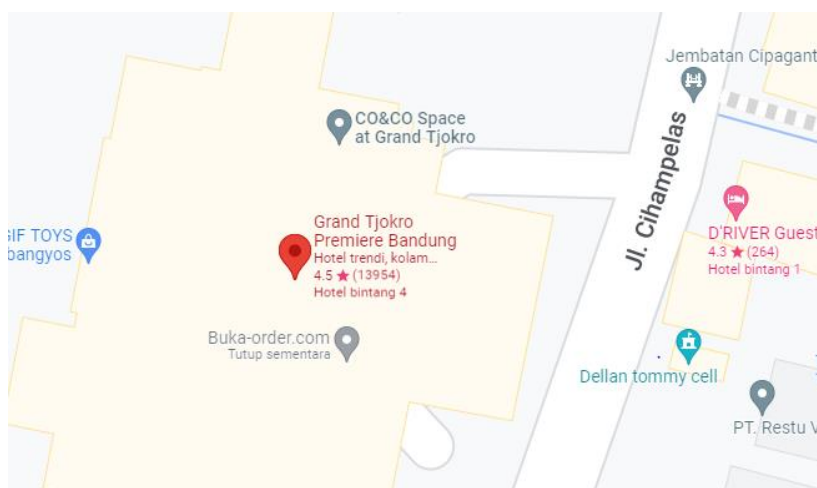 Jembatan Cipagant
CO&CO Space
at Grand Tjokro
Jl. Cihampelas
GIF TOYS
bangyos
Grand Tjokro
Premiere Bandung
Hotel trendi, kolam...
4.5 ★ (13954)
Hotel bintang 4
D'RIVER Guest
4.3 ★ (264)
Hotel bintang 1
Buka-order.com
Tutup sementara
Dellan tommy cell
PT. Restu V